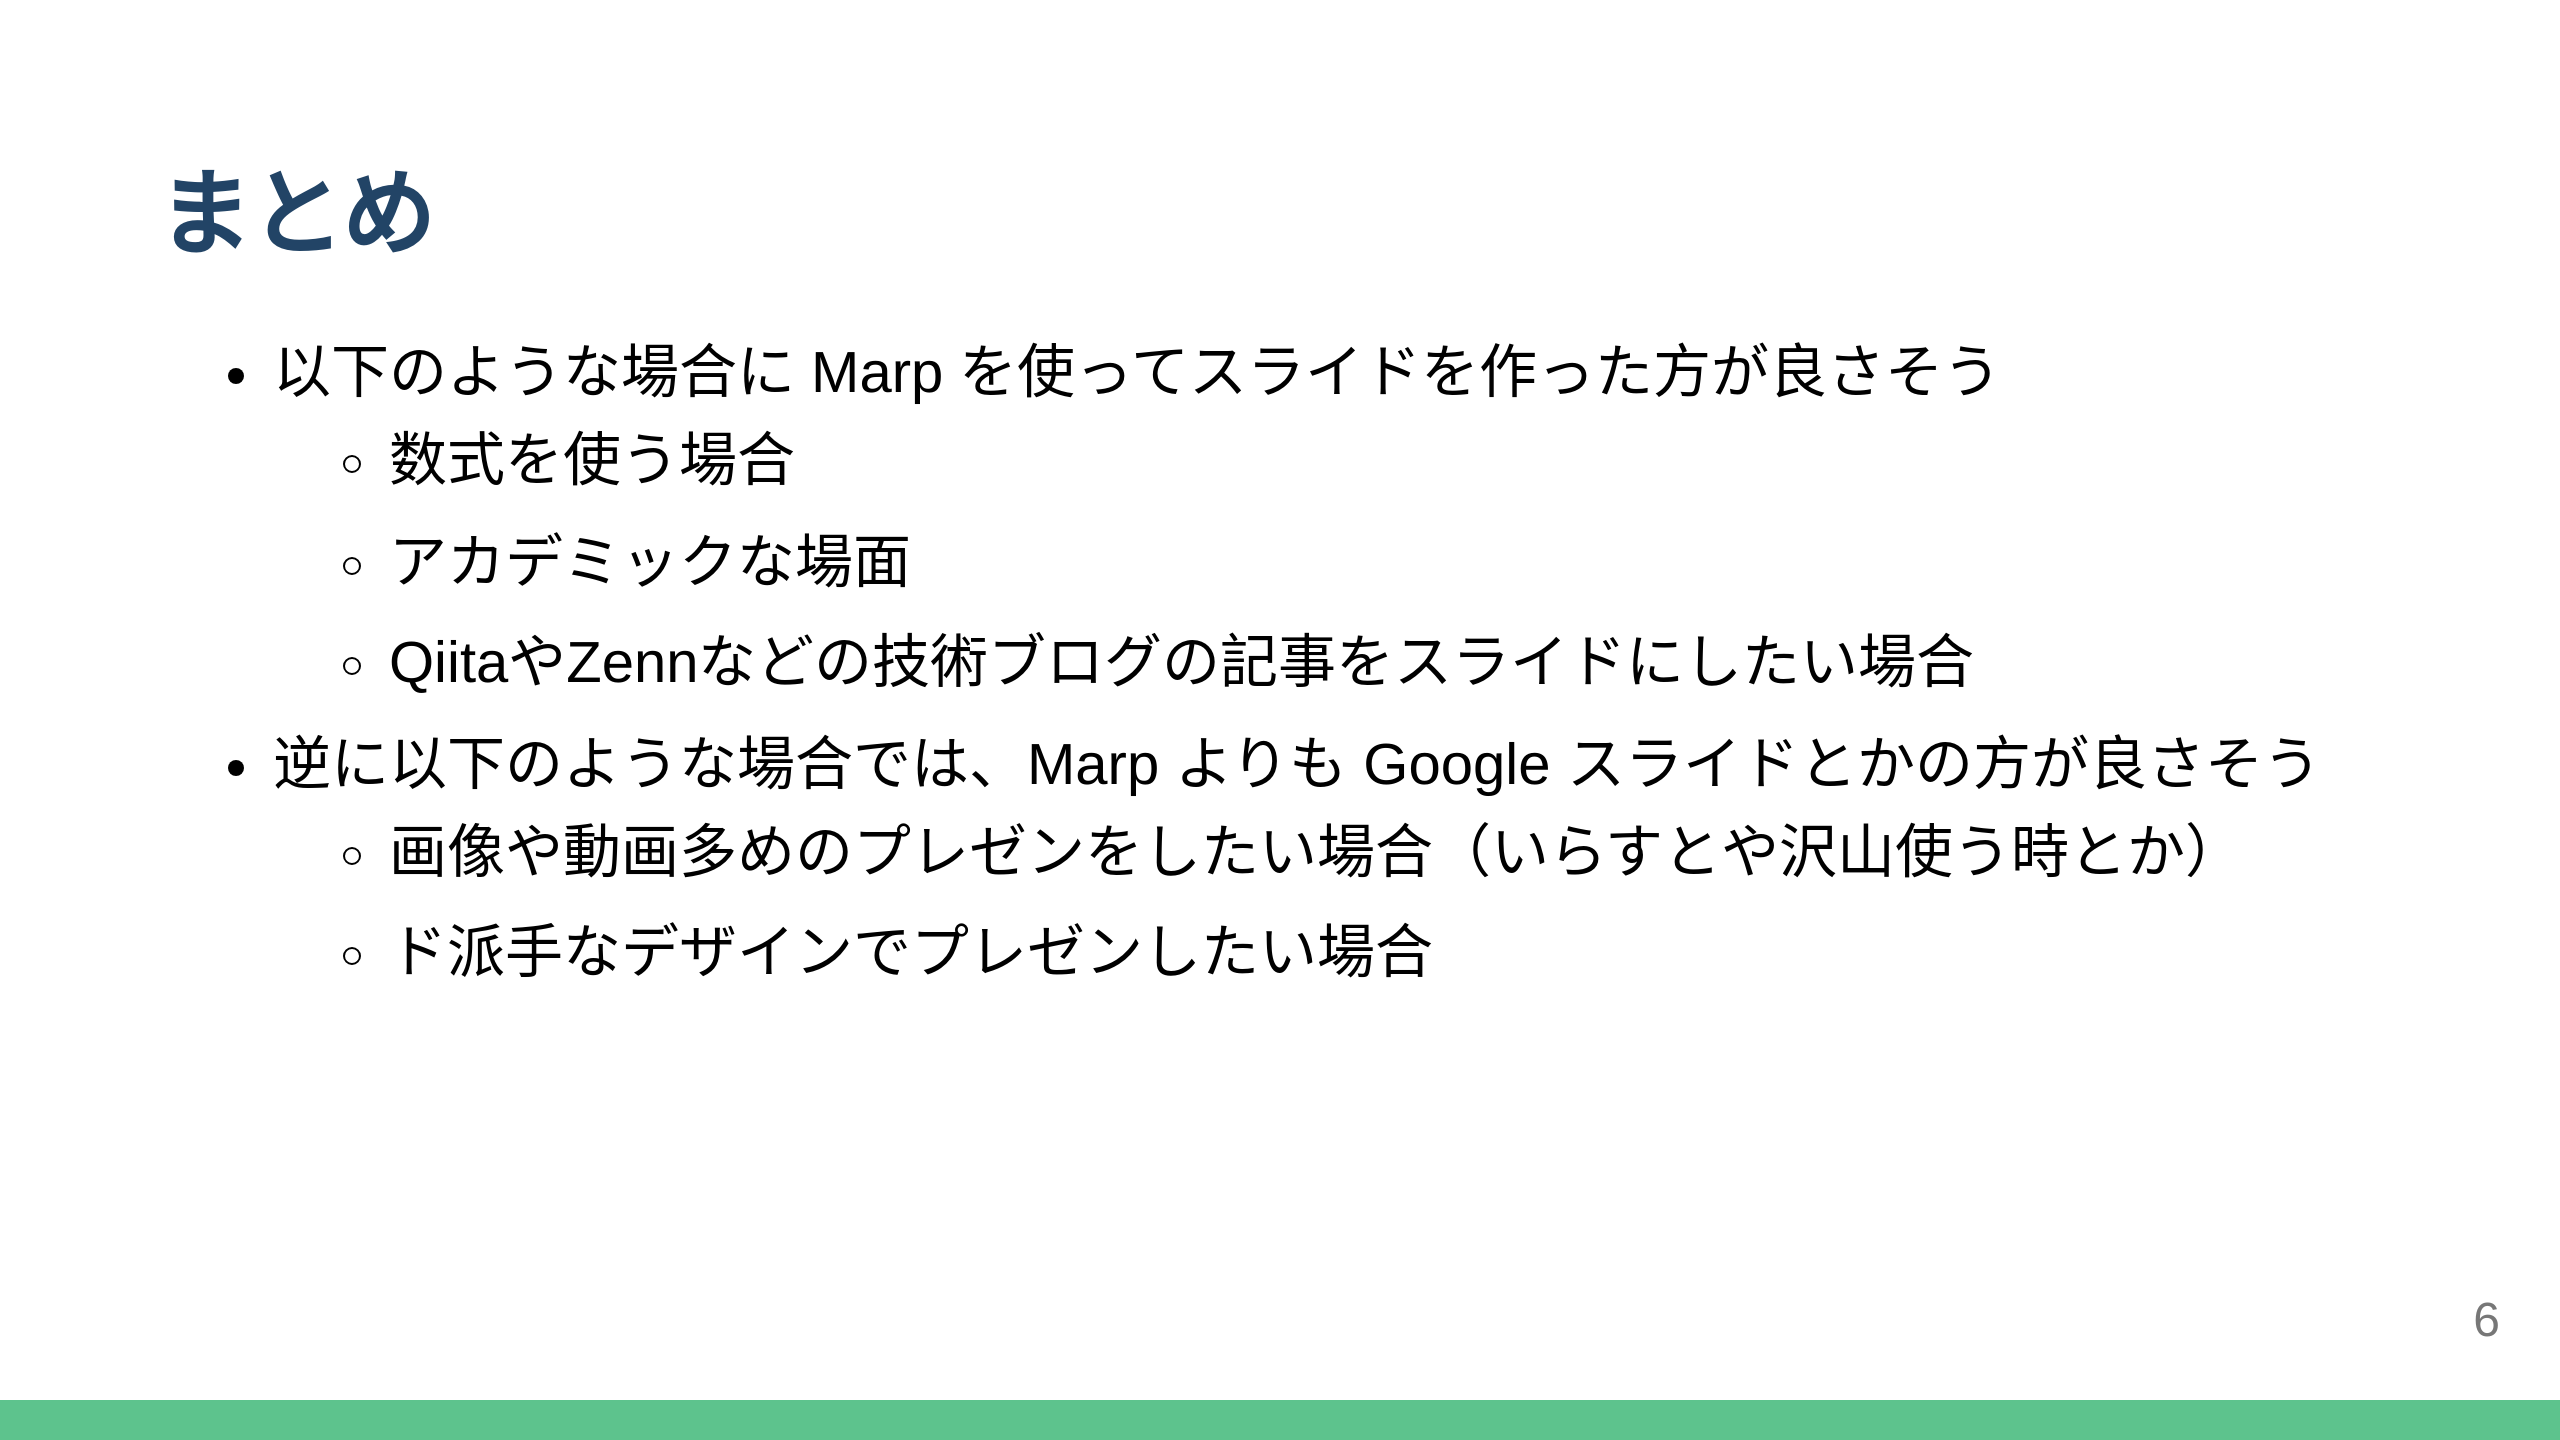 まとめ
以下のような場合に Marp を使ってスライドを作った方が良さそう
数式を使う場合
アカデミックな場面
QiitaやZennなどの技術ブログの記事をスライドにしたい場合
逆に以下のような場合では、Marp よりも Google スライドとかの方が良さそう
画像や動画多めのプレゼンをしたい場合（いらすとや沢山使う時とか）
ド派手なデザインでプレゼンしたい場合
6